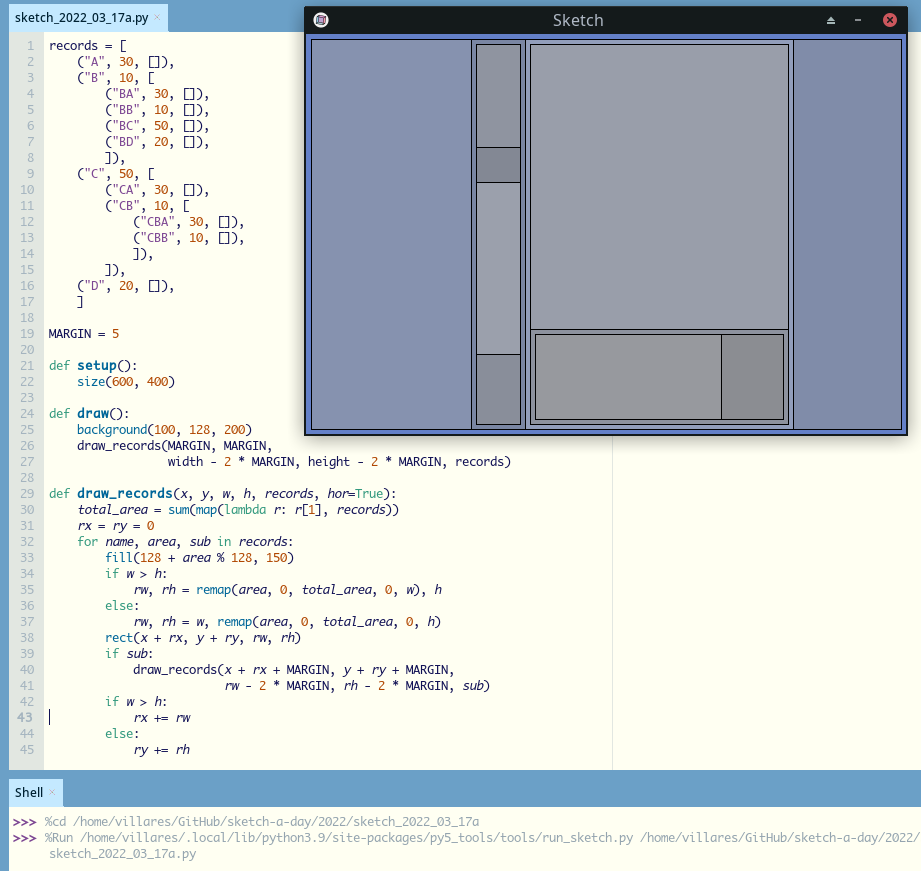 sketch_2022_03_17a.py ×
Sketch
1 records = [
2     ("A", 30, []),
3     ("B", 10, [
4         ("BA", 30, []),
5         ("BB", 10, []),
6         ("BC", 50, []),
7         ("BD", 20, []),
8         ]),
9     ("C", 50, [
10         ("CA", 30, []),
11         ("CB", 10, [
12             ("CBA", 30, []),
13             ("CBB", 10, []),
14             ]),
15         ]),
16     ("D", 20, []),
17     ]
18
19 MARGIN = 5
20
21 def setup():
22     size(600, 400)
23
24 def draw():
25     background(100, 128, 200)
26     draw_records(MARGIN, MARGIN,
27                  width - 2 * MARGIN, height - 2 * MARGIN, records)
28
29 def draw_records(x, y, w, h, records, hor=True):
30     total_area = sum(map(lambda r: r[1], records))
31     rx = ry = 0
32     for name, area, sub in records:
33         fill(128 + area % 128, 150)
34         if w > h:
35             rw, rh = remap(area, 0, total_area, 0, w), h
36         else:
37             rw, rh = w, remap(area, 0, total_area, 0, h)
38         rect(x + rx, y + ry, rw, rh)
39         if sub:
40             draw_records(x + rx + MARGIN, y + ry + MARGIN,
41                          rw - 2 * MARGIN, rh - 2 * MARGIN, sub)
42         if w > h:
43             rx += rw
44         else:
45             ry += rh
Shell ×
>>> %cd /home/villares/GitHub/sketch-a-day/2022/sketch_2022_03_17a
>>> %Run /home/villares/.local/lib/python3.9/site-packages/py5_tools/tools/run_sketch.py /home/villares/GitHub/sketch-a-day/2022/
sketch_2022_03_17a.py